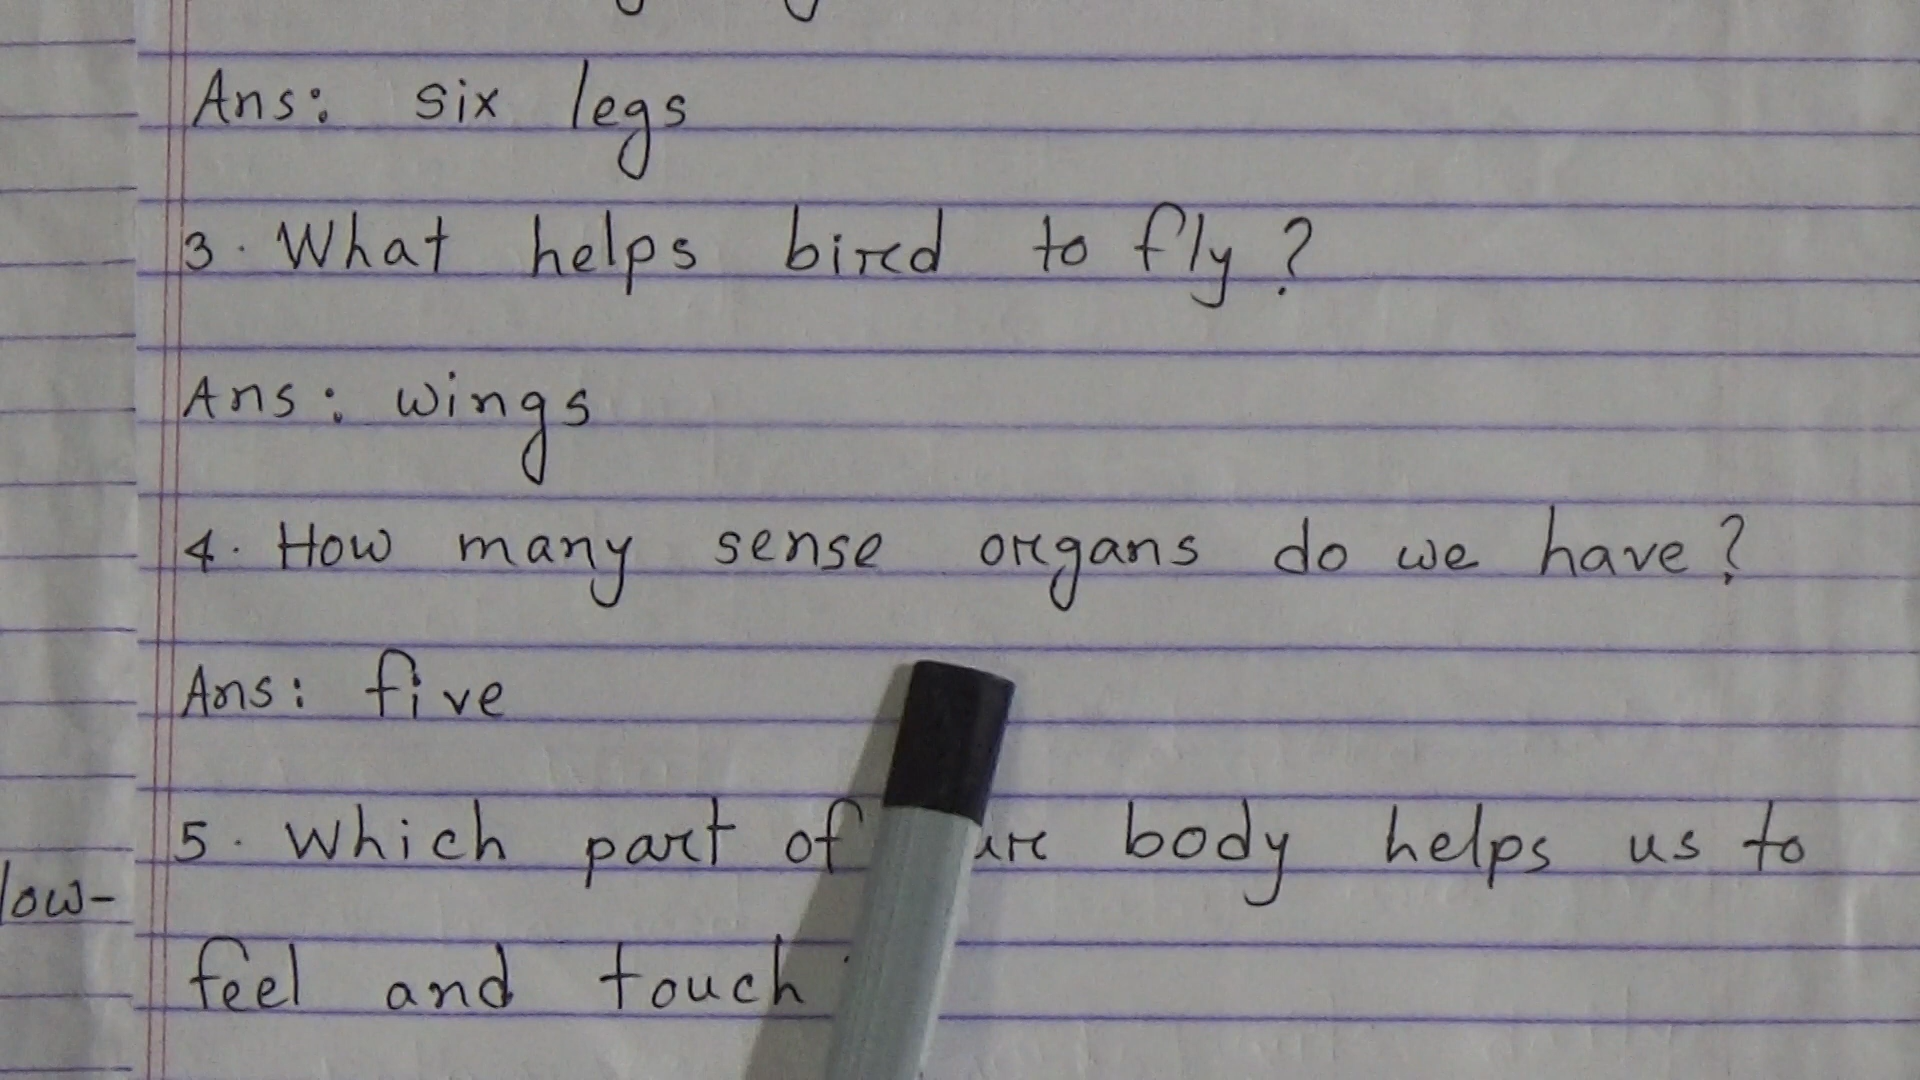 Ans: six legs
3. What helps bird to fly?
Ans: wings
4. How many sense organs do we have?
Ans: five
5. Which part of body helps us to
low-
feel and touch